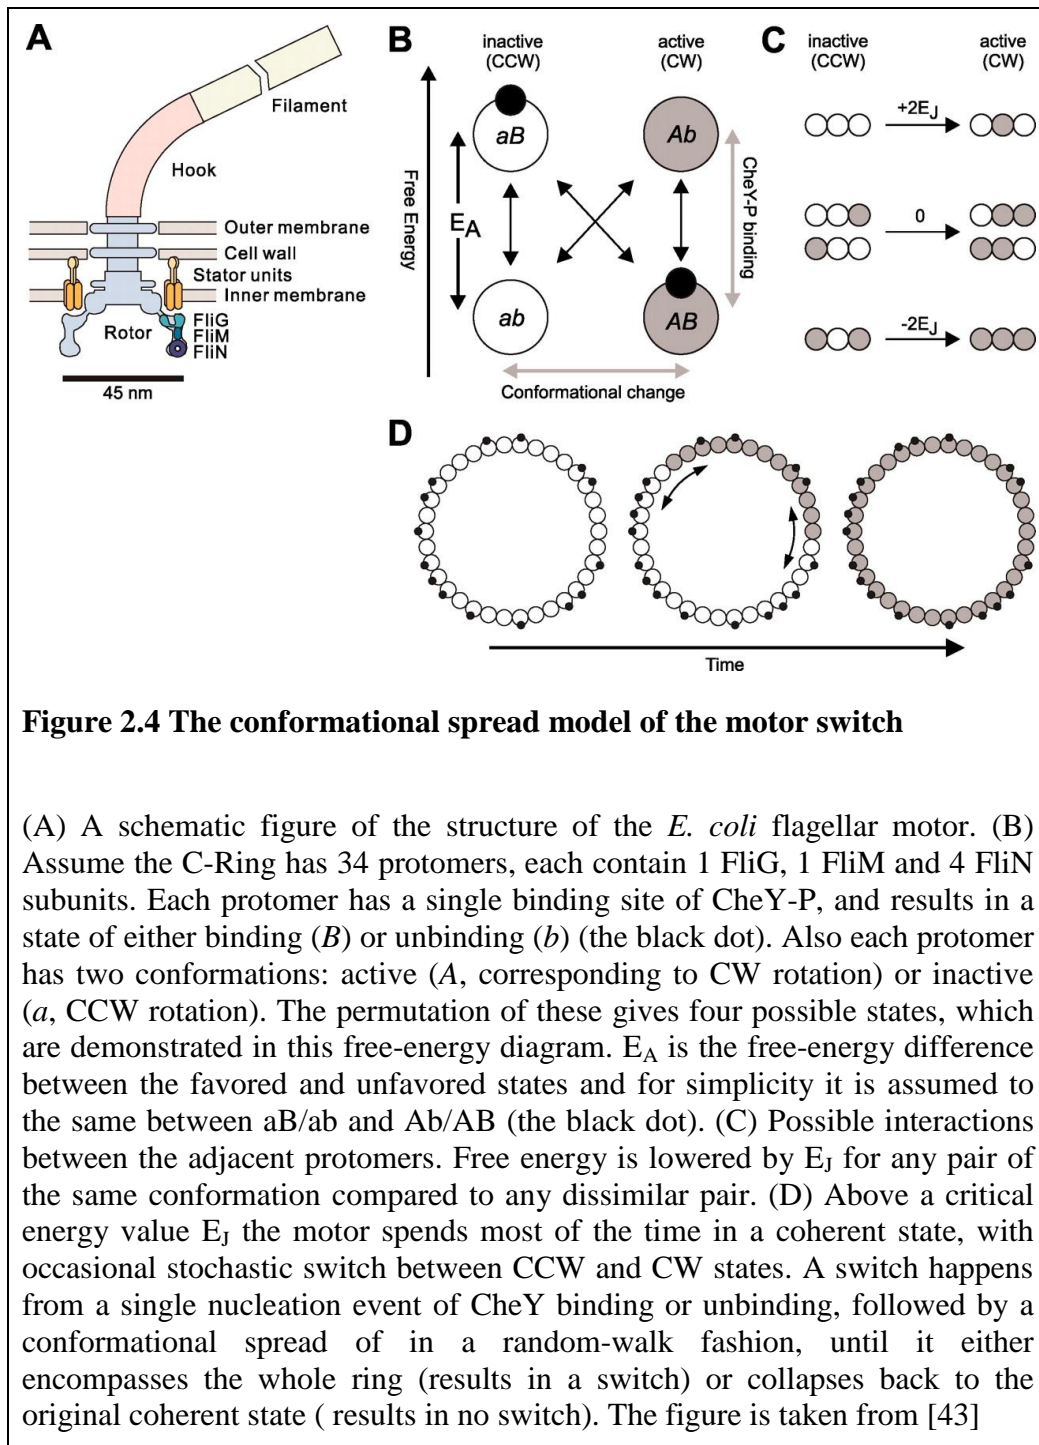 A
Filament
Hook
Outer membrane
Cell wall
Stator units
Inner membrane
Rotor
FliG
FliM
FliN
45 nm
B
inactive
(CCW)
active
(CW)
Free Energy
E_A
aB
Ab
ab
AB
CheY-P binding
Conformational change
C
inactive
(CCW)
active
(CW)
+2E_J
0
-2E_J
D
Time
Figure 2.4 The conformational spread model of the motor switch
(A) A schematic figure of the structure of the E. coli flagellar motor. (B)
Assume the C-Ring has 34 protomers, each contain 1 FliG, 1 FliM and 4 FliN
subunits. Each protomer has a single binding site of CheY-P, and results in a
state of either binding (B) or unbinding (b) (the black dot). Also each protomer
has two conformations: active (A, corresponding to CW rotation) or inactive
(a, CCW rotation). The permutation of these gives four possible states, which
are demonstrated in this free-energy diagram. E_A is the free-energy difference
between the favored and unfavored states and for simplicity it is assumed to
the same between aB/ab and Ab/AB (the black dot). (C) Possible interactions
between the adjacent protomers. Free energy is lowered by E_J for any pair of
the same conformation compared to any dissimilar pair. (D) Above a critical
energy value E_J the motor spends most of the time in a coherent state, with
occasional stochastic switch between CCW and CW states. A switch happens
from a single nucleation event of CheY binding or unbinding, followed by a
conformational spread of in a random-walk fashion, until it either
encompasses the whole ring (results in a switch) or collapses back to the
original coherent state ( results in no switch). The figure is taken from [43]